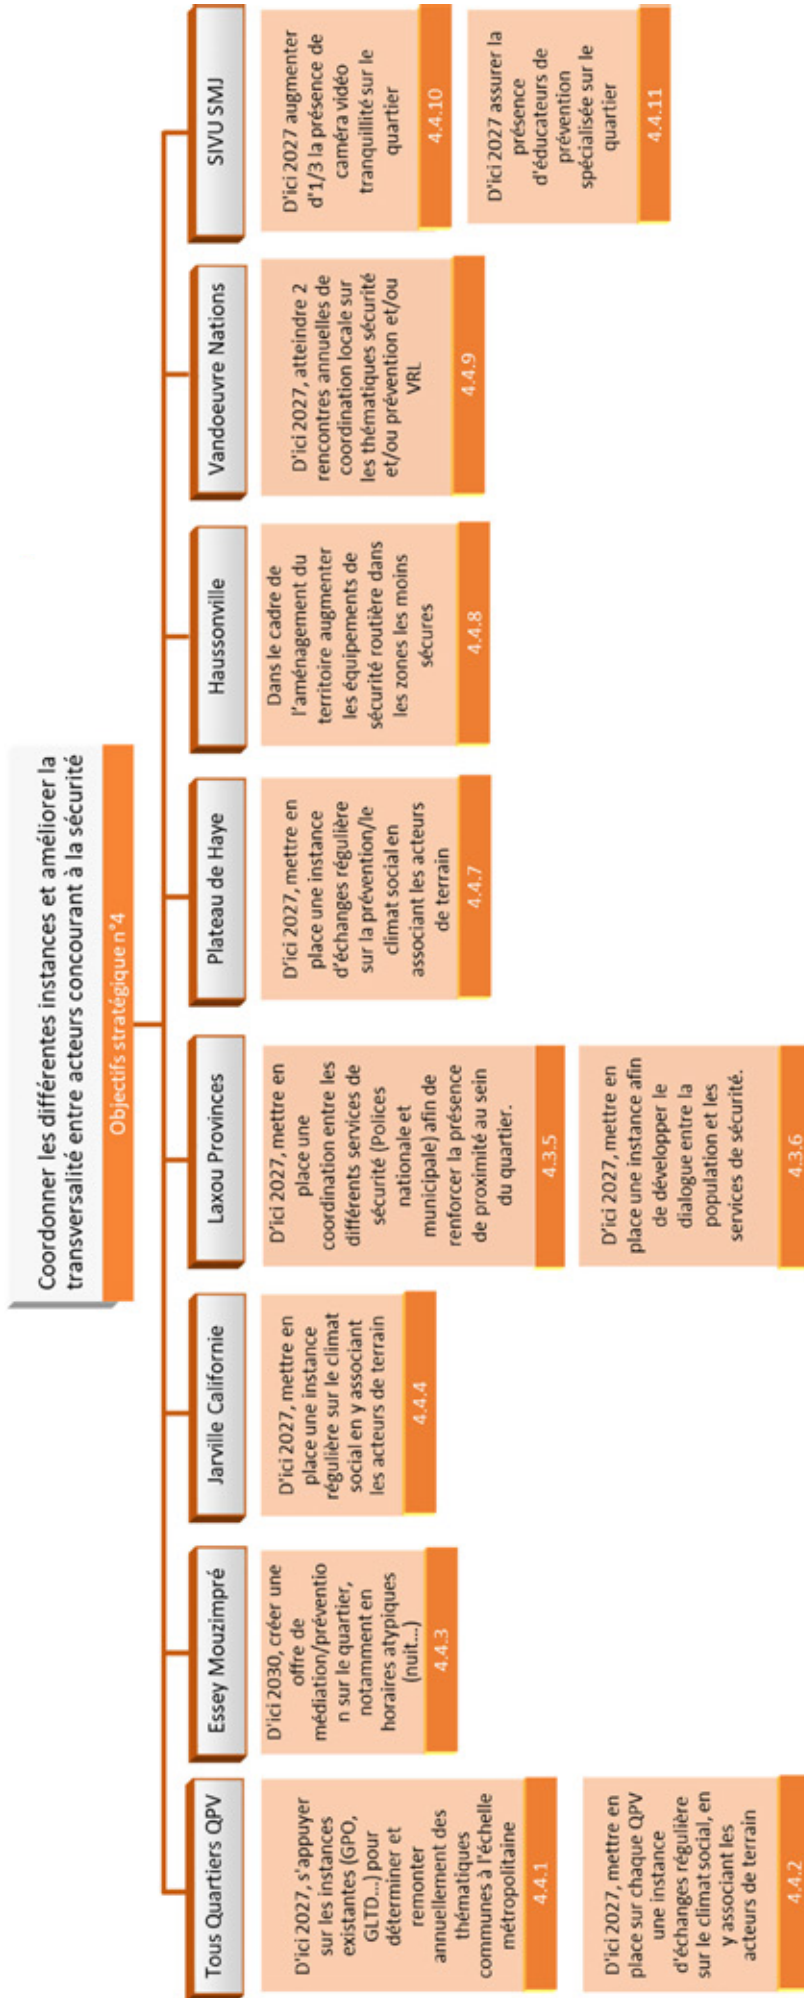 Coordonner les différentes instances et améliorer la
transversalité entre acteurs concourant à la sécurité
Objectifs stratégique n°4
Tous Quartiers QPV
D'ici 2027, s'appuyer
sur les instances
existantes (GPO,
GLTD...) pour
déterminer et
remonter
annuellement des
thématiques
communes à l'échelle
métropolitaine
4.4.1
D'ici 2027, mettre en
place sur chaque QPV
une instance
d'échanges régulière
sur le climat social, en
y associant les
acteurs de terrain
4.4.2
Essey Mouzimpré
D'ici 2030, créer une
offre de
médiation/préventio
n sur le quartier,
notamment en
horaires atypiques
(nuit...)
4.4.3
Jarville Californie
D'ici 2027, mettre en
place une instance
régulière sur le climat
social en y associant
les acteurs de terrain
4.4.4
Laxou Provinces
D'ici 2027, mettre en
place une
coordination entre les
différents services de
sécurité (Polices
nationale et
municipale) afin de
renforcer la présence
de proximité au sein
du quartier.
4.3.5
D'ici 2027, mettre en
place une instance afin
de développer le
dialogue entre la
population et les
services de sécurité.
4.3.6
Plateau de Haye
D'ici 2027, mettre en
place une instance
d'échanges régulière
sur la prévention/le
climat social en
associant les acteurs
de terrain
4.4.7
Haussonville
Dans le cadre de
l'aménagement du
territoire augmenter
les équipements de
sécurité routière dans
les zones les moins
sécures
4.4.8
Vandoeuvre Nations
D'ici 2027, atteindre 2
rencontres annuelles de
coordination locale sur
les thématiques sécurité
et/ou prévention et/ou
VRL
4.4.9
SIVU SMJ
D'ici 2027 augmenter
d'1/3 la présence de
caméra vidéo
tranquillité sur le
quartier
4.4.10
D'ici 2027 assurer la
présence
d'éducateurs de
prévention
spécialisée sur le
quartier
4.4.11